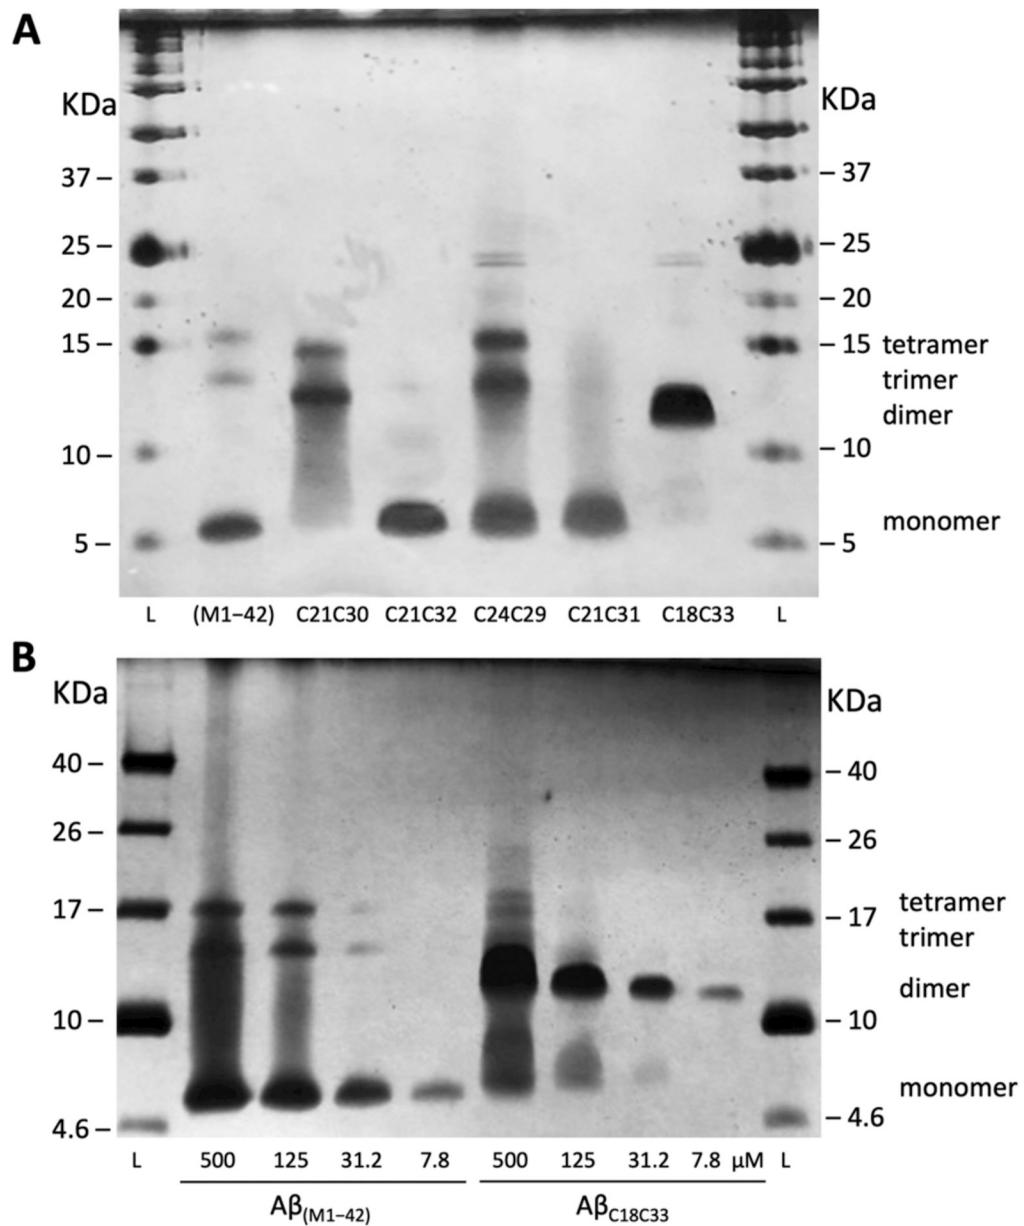 A
KDa
KDa
37 –
– 37
25 –
– 25
20 –
– 20
15 –
– 15 tetramer
trimer
dimer
10 –
– 10
monomer
5 –
– 5
L (M1−42) C21C30 C21C32 C24C29 C21C31 C18C33 L
B
KDa
KDa
40 –
– 40
26 –
– 26
17 –
– 17
tetramer
trimer
dimer
10 –
– 10
monomer
4.6 –
– 4.6
L 500 125 31.2 7.8 500 125 31.2 7.8 μM L
Aβ(M1−42) AβC18C33